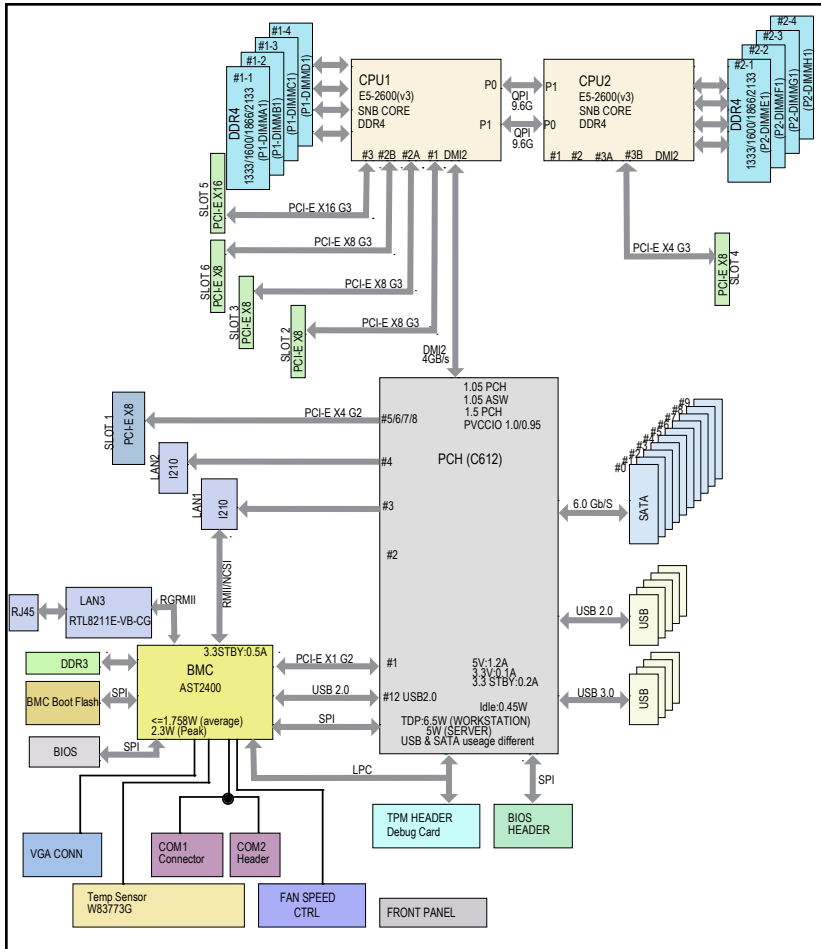 #1-4
#1-3
#1-2
#1-1
DDR4
1333/1600/1866/2133
(P1-DIMMA1)
(P1-DIMMB1)
(P1-DIMMC1)
(P1-DIMMD1)
CPU1
E5-2600(v3)
SNB CORE
DDR4
P0
P1
#3
#2B
#2A
#1
DMI2
QPI
9.6G
QPI
9.6G
CPU2
P1
E5-2600(v3)
SNB CORE
DDR4
P0
#1
#2
#3A
#3B
DMI2
#2-4
#2-3
#2-2
#2-1
DDR4
1333/1600/1866/2133
(P2-DIMME1)
(P2-DIMMF1)
(P2-DIMMG1)
(P2-DIMMH1)
SLOT 5
PCI-E X16
PCI-E X16 G3
SLOT 6
PCI-E X8
PCI-E X8 G3
SLOT 3
PCI-E X8
PCI-E X8 G3
SLOT 2
PCI-E X8
PCI-E X8 G3
PCI-E X4 G3
PCI-E X8
SLOT 4
DMI2
4GB/s
1.05 PCH
1.05 ASW
1.5 PCH
PVCCIO 1.0/0.95
PCH (C612)
SLOT 1
PCI-E X8
PCI-E X4 G2
#5/6/7/8
LAN2
I210
#4
LAN1
I210
#3
#2
#9
#8
#7
#6
#5
#4
#3
#2
#1
#0
SATA
6.0 Gb/S
RMII/NCSI
RJ45
LAN3
RTL8211E-VB-CG
RGRMII
USB 2.0
USB
USB 3.0
USB
DDR3
3.3STBY:0.5A
BMC
AST2400
<=1.758W (average)
2.3W (Peak)
PCI-E X1 G2
#1
USB 2.0
#12 USB2.0
SPI
5V:1.2A
3.3V:0.1A
3.3 STBY:0.2A
Idle:0.45W
TDP:6.5W (WORKSTATION)
5W (SERVER)
USB & SATA useage different
BMC Boot Flash
SPI
BIOS
SPI
LPC
SPI
TPM HEADER
Debug Card
BIOS
HEADER
VGA CONN
COM1
Connector
COM2
Header
Temp Sensor
W83773G
FAN SPEED
CTRL
FRONT PANEL